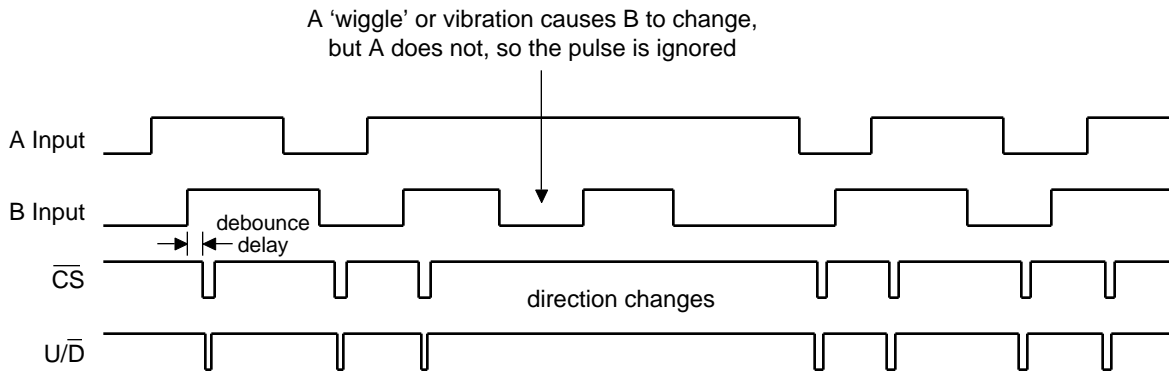 A ‘wiggle’ or vibration causes B to change,
but A does not, so the pulse is ignored
A Input
B Input
debounce
delay
C̅S̅
direction changes
U/D̅